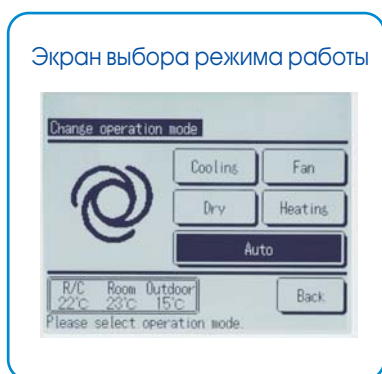 Экран выбора режима работы
Change operation mode
Cooling Fan
Dry Heating
Auto
R/C Room Outdoor
22℃ 23℃ 15℃ Back
Please select operation mode.